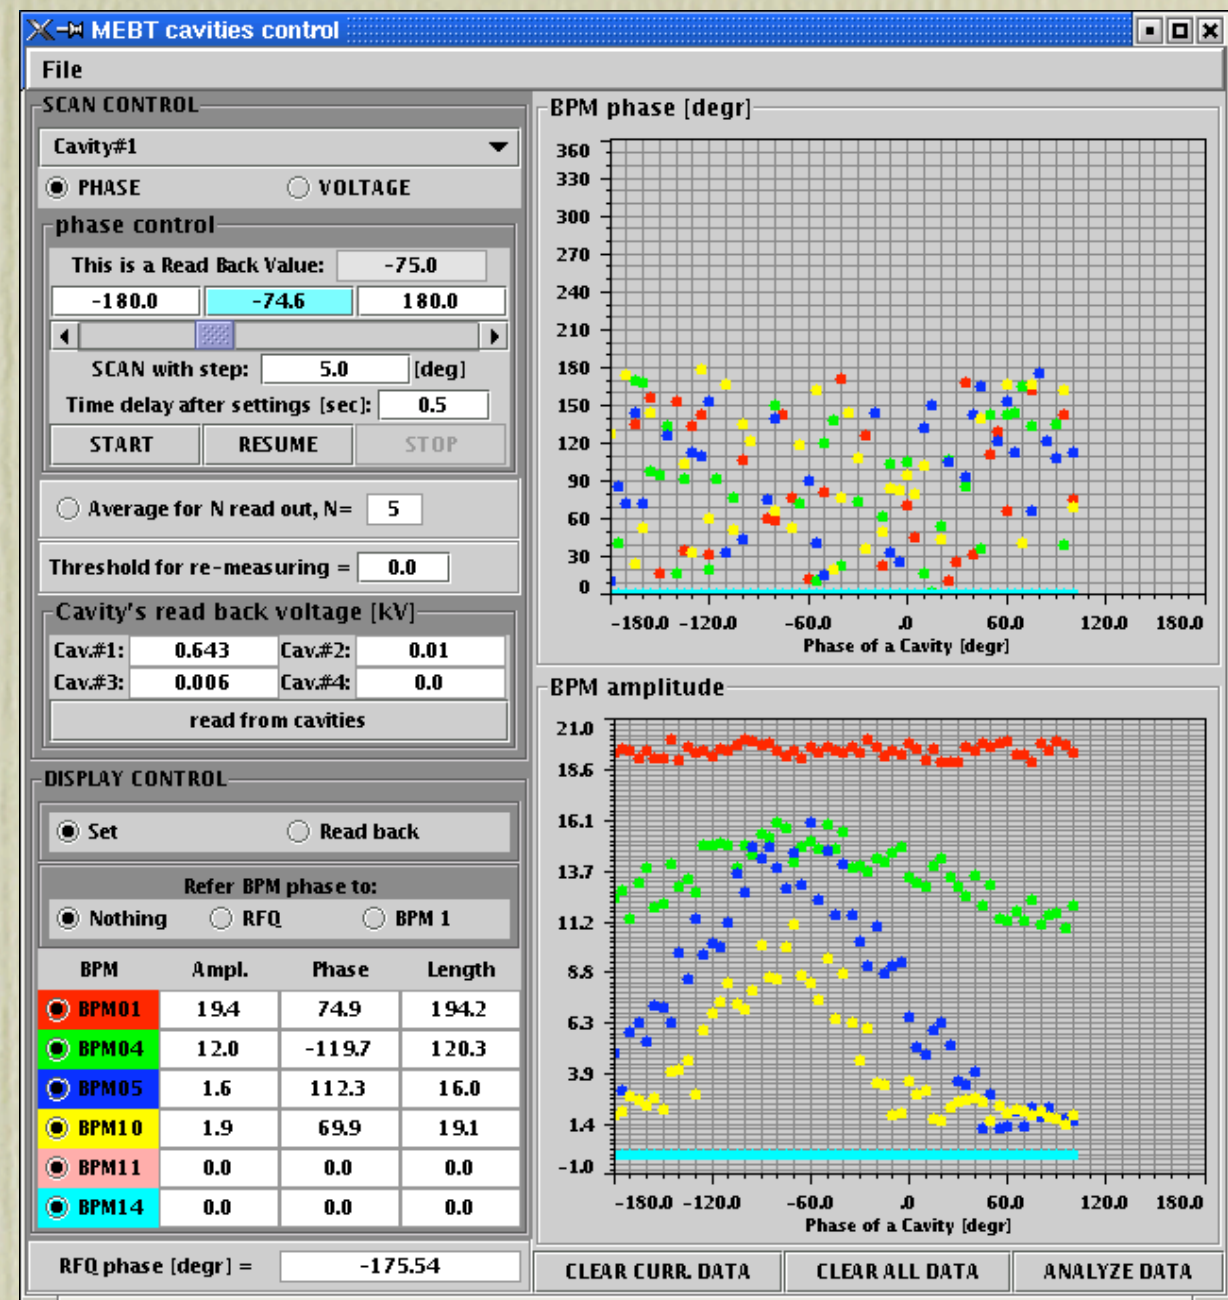 MEBT cavities control
File
SCAN CONTROL
Cavity#1
PHASE VOLTAGE
phase control
This is a Read Back Value: -75.0
-180.0 -74.6 180.0
SCAN with step: 5.0 [deg]
Time delay after settings [sec]: 0.5
START RESUME STOP
Average for N read out, N= 5
Threshold for re-measuring = 0.0
Cavity's read back voltage [kV]
Cav.#1: 0.643 Cav.#2: 0.01
Cav.#3: 0.006 Cav.#4: 0.0
read from cavities
DISPLAY CONTROL
Set Read back
Refer BPM phase to:
Nothing RFQ BPM 1
BPM Ampl. Phase Length
BPM01 19.4 74.9 194.2
BPM04 12.0 -119.7 120.3
BPM05 1.6 112.3 16.0
BPM10 1.9 69.9 19.1
BPM11 0.0 0.0 0.0
BPM14 0.0 0.0 0.0
RFQ phase [degr] = -175.54
BPM phase [degr]
360
330
300
270
240
210
180
150
120
90
60
30
0
-180.0 -120.0 -60.0 .0 60.0 120.0 180.0
Phase of a Cavity [degr]
BPM amplitude
21.0
18.6
16.1
13.7
11.2
8.8
6.3
3.9
1.4
-1.0
-180.0 -120.0 -60.0 .0 60.0 120.0 180.0
Phase of a Cavity [degr]
CLEAR CURR. DATA CLEAR ALL DATA ANALYZE DATA